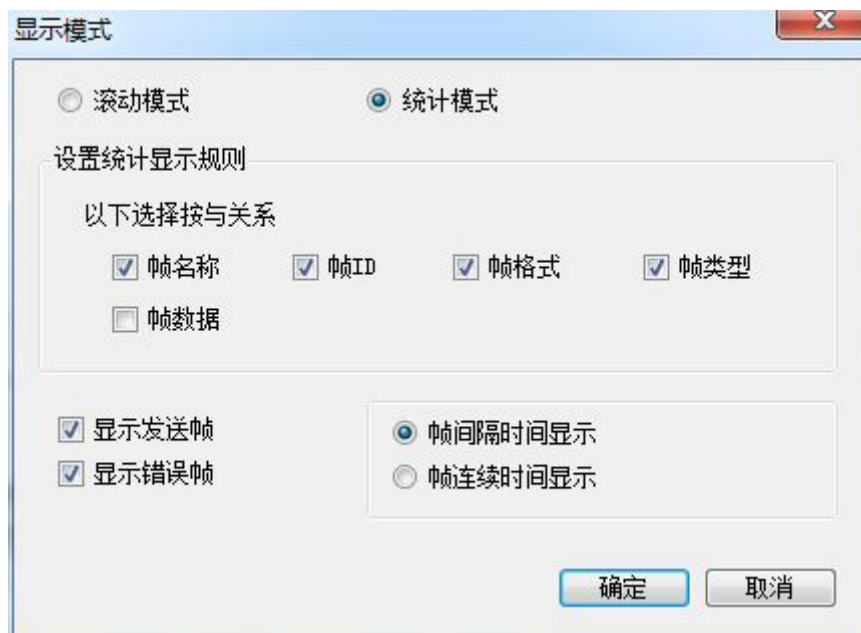 显示模式
滚动模式 统计模式
设置统计显示规则
以下选择按与关系
帧名称 帧ID 帧格式 帧类型
帧数据
显示发送帧 帧间隔时间显示
显示错误帧 帧连续时间显示
确定 取消